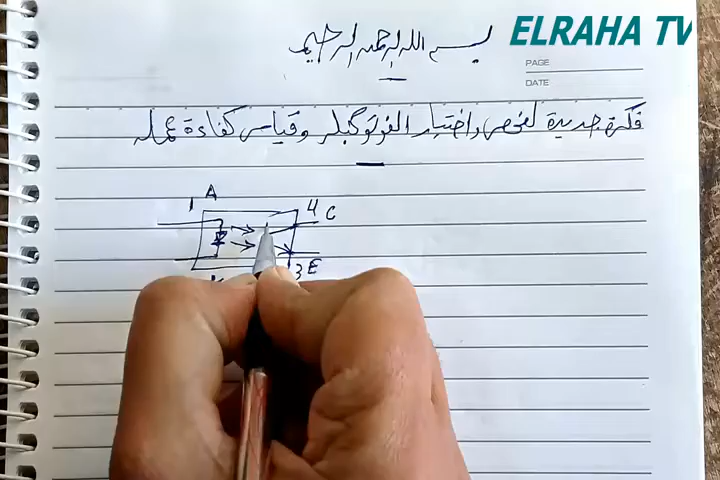 ELRAHA TV
بسم الله الرحمن الرحيم
PAGE
DATE
فكرة جديدة لفحص واختبار الفوتوكبلر وقياس كفاءة عمله
1 A
4 C
3 E